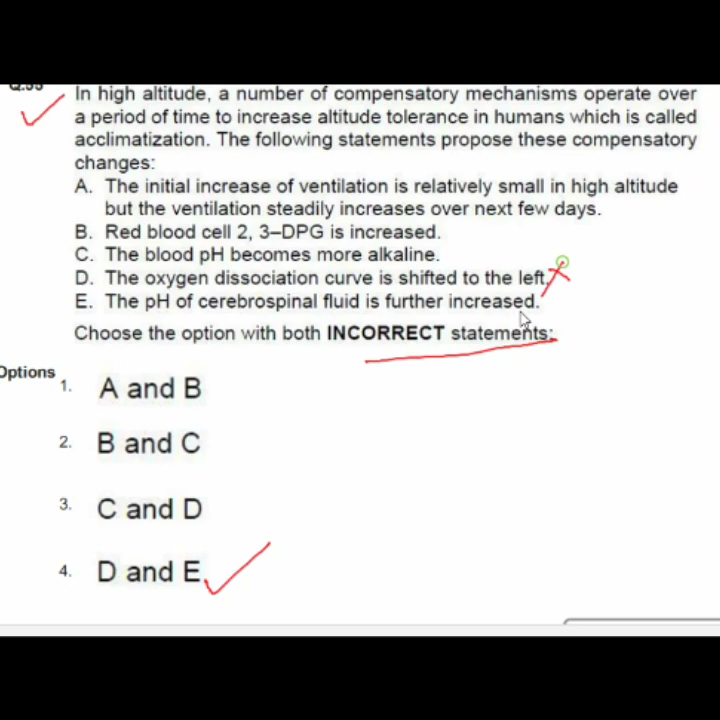 Q.55
In high altitude, a number of compensatory mechanisms operate over
a period of time to increase altitude tolerance in humans which is called
acclimatization. The following statements propose these compensatory
changes:
A. The initial increase of ventilation is relatively small in high altitude
but the ventilation steadily increases over next few days.
B. Red blood cell 2, 3–DPG is increased.
C. The blood pH becomes more alkaline.
D. The oxygen dissociation curve is shifted to the left.
E. The pH of cerebrospinal fluid is further increased.
Choose the option with both INCORRECT statements:
Options
1. A and B
2. B and C
3. C and D
4. D and E